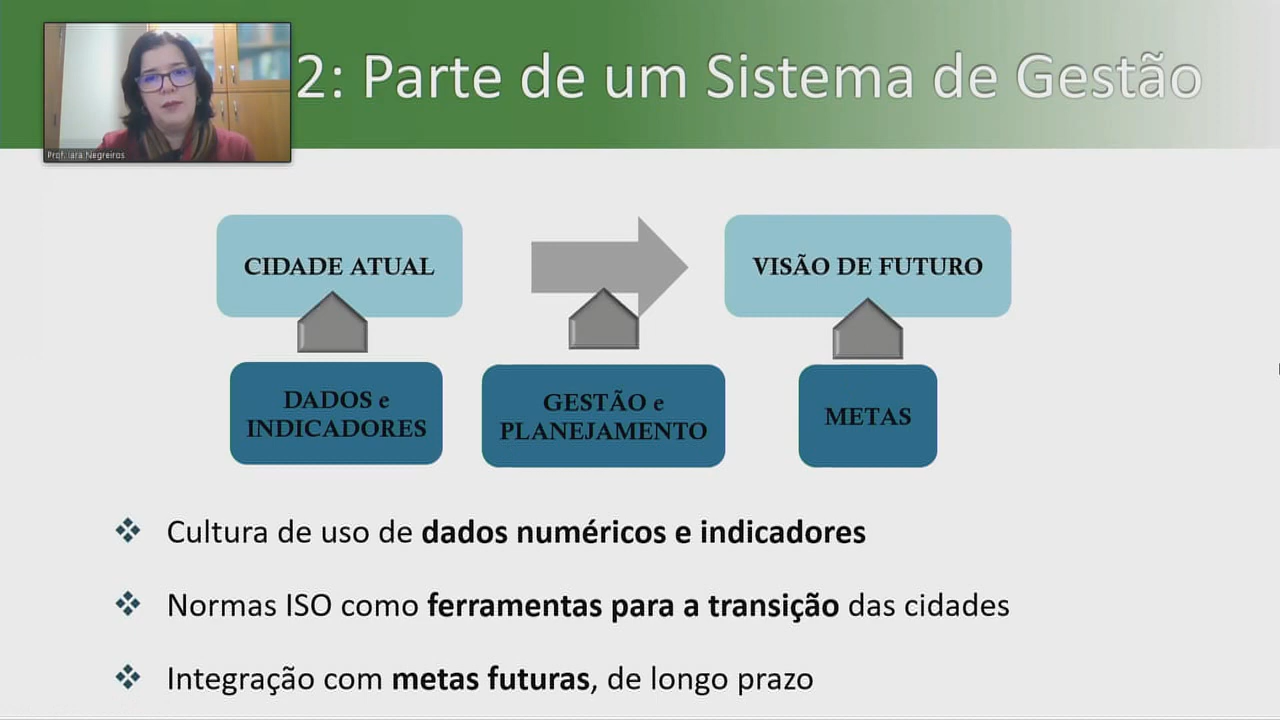 2: Parte de um Sistema de Gestão
Prof. Iara Negreiros
CIDADE ATUAL
VISÃO DE FUTURO
DADOS e
INDICADORES
GESTÃO e
PLANEJAMENTO
METAS
Cultura de uso de dados numéricos e indicadores
Normas ISO como ferramentas para a transição das cidades
Integração com metas futuras, de longo prazo